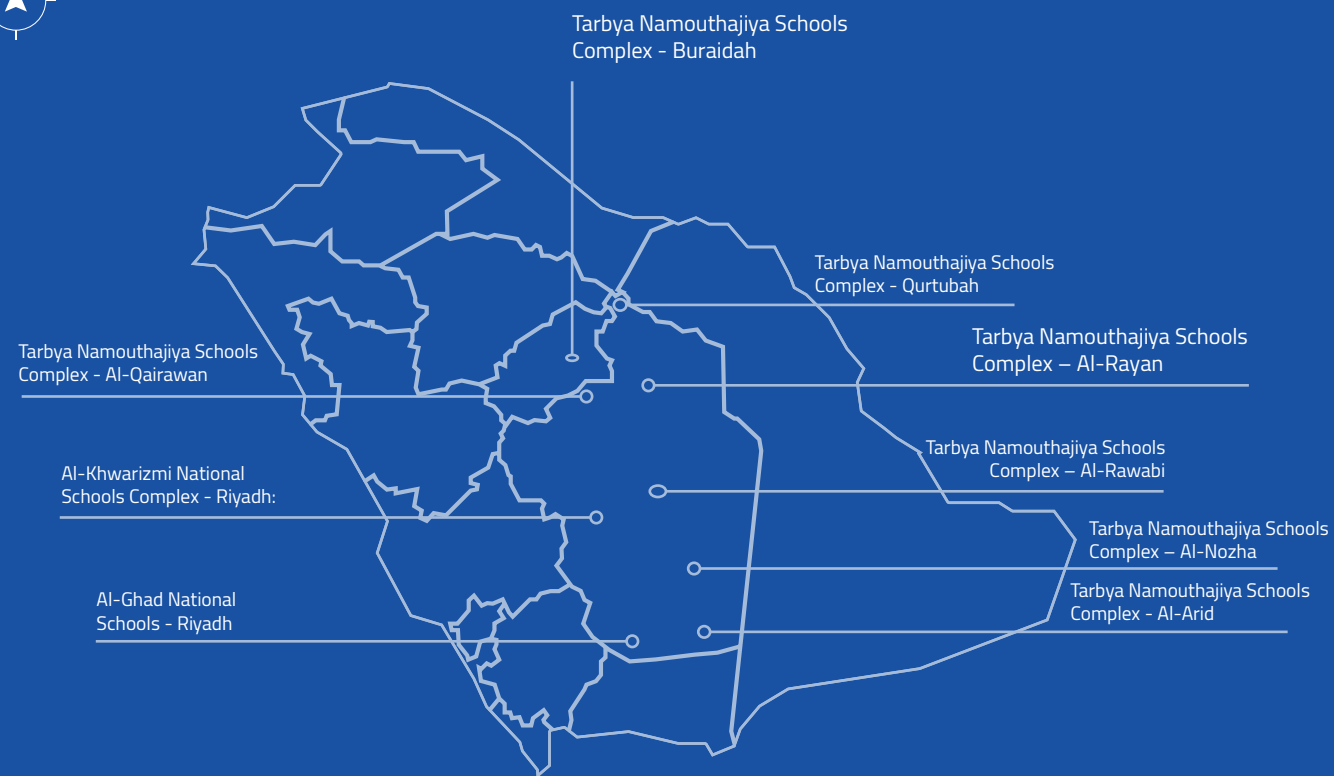 Tarbya Namouthajiya Schools
Complex - Buraidah
Tarbya Namouthajiya Schools
Complex - Qurtubah
Tarbya Namouthajiya Schools
Complex – Al-Rayan
Tarbya Namouthajiya Schools
Complex - Al-Qairawan
Tarbya Namouthajiya Schools
Complex – Al-Rawabi
Al-Khwarizmi National
Schools Complex - Riyadh:
Tarbya Namouthajiya Schools
Complex – Al-Nozha
Tarbya Namouthajiya Schools
Complex - Al-Arid
Al-Ghad National
Schools - Riyadh